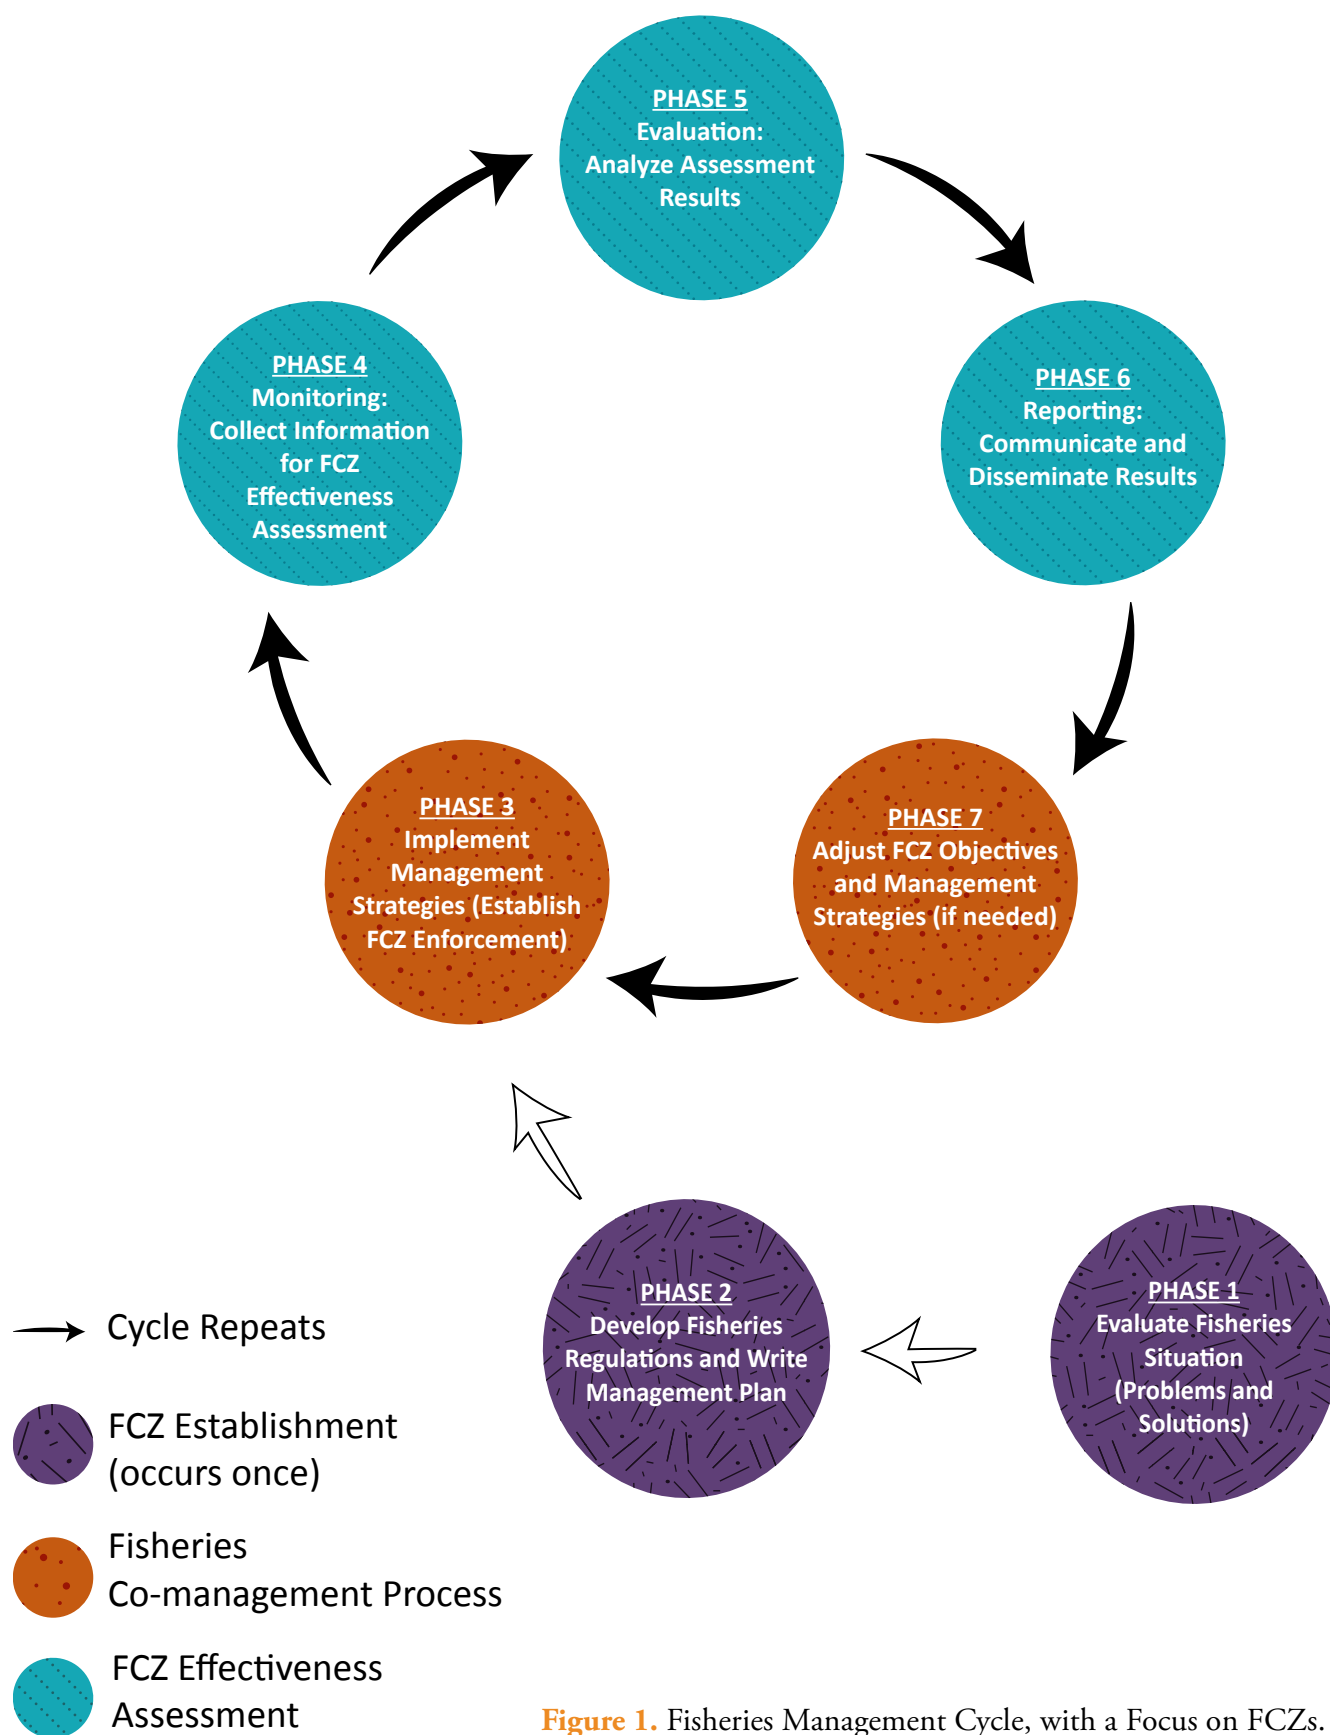 PHASE 5
Evaluation:
Analyze Assessment
Results
PHASE 4
Monitoring:
Collect Information
for FCZ
Effectiveness
Assessment
PHASE 6
Reporting:
Communicate and
Disseminate Results
PHASE 3
Implement
Management
Strategies (Establish
FCZ Enforcement)
PHASE 7
Adjust FCZ Objectives
and Management
Strategies (if needed)
PHASE 2
Develop Fisheries
Regulations and Write
Management Plan
PHASE 1
Evaluate Fisheries
Situation
(Problems and
Solutions)
Cycle Repeats
FCZ Establishment
(occurs once)
Fisheries
Co-management Process
FCZ Effectiveness
Assessment
Figure 1. Fisheries Management Cycle, with a Focus on FCZs.